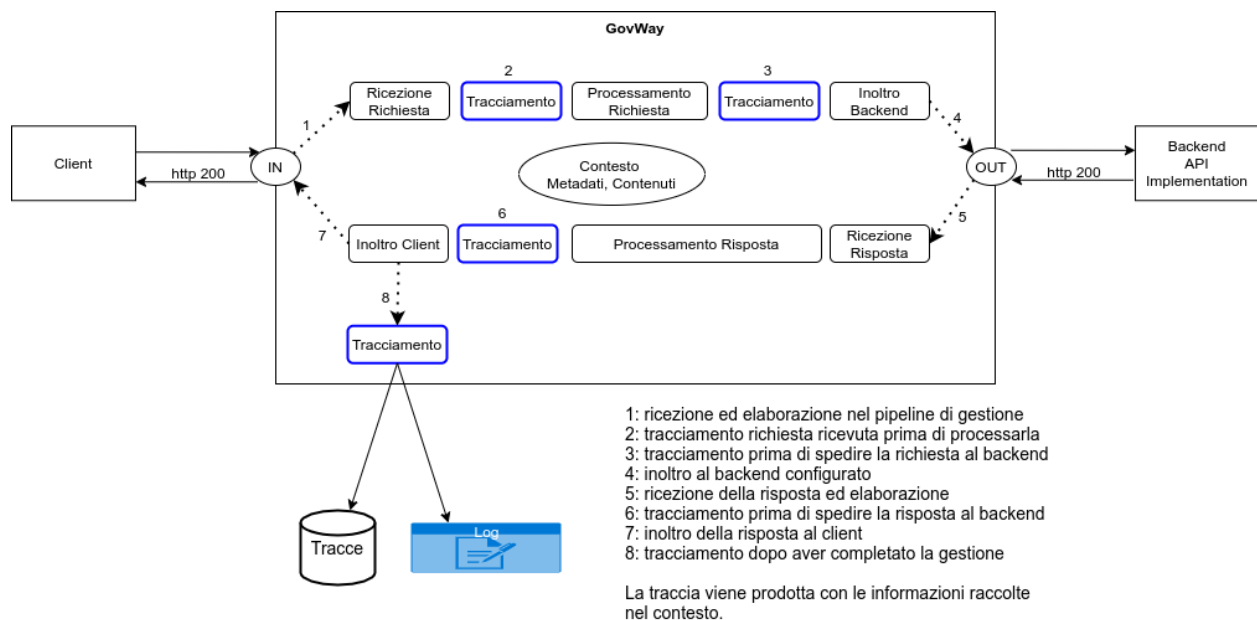 GovWay
2
3
Ricezione
Richiesta
Tracciamento
Processamento
Richiesta
Tracciamento
Inoltro
Backend
1
4
Client
http 200
IN
Contesto
Metadati, Contenuti
OUT
http 200
Backend
API
Implementation
6
7
5
Inoltro Client
Tracciamento
Processamento Risposta
Ricezione
Risposta
8
Tracciamento
Tracce
Log
1: ricezione ed elaborazione nel pipeline di gestione
2: tracciamento richiesta ricevuta prima di processarla
3: tracciamento prima di spedire la richiesta al backend
4: inoltro al backend configurato
5: ricezione della risposta ed elaborazione
6: tracciamento prima di spedire la risposta al backend
7: inoltro della risposta al client
8: tracciamento dopo aver completato la gestione
La traccia viene prodotta con le informazioni raccolte
nel contesto.